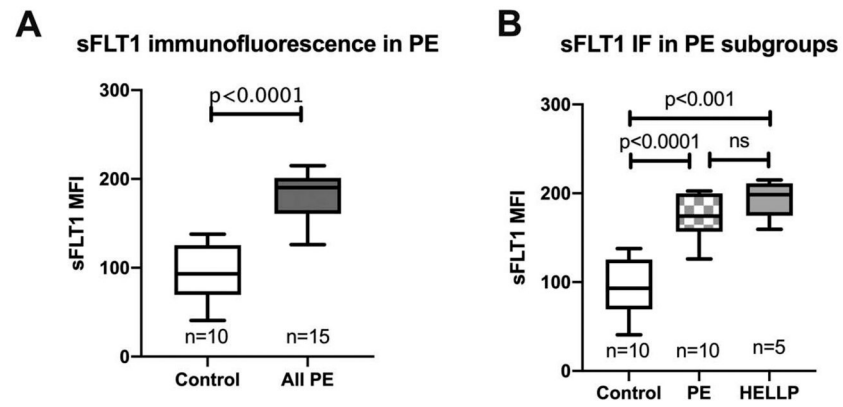 A
sFLT1 immunofluorescence in PE
300
200
100
0
sFLT1 MFI
p<0.0001
n=10
n=15
Control
All PE
B
sFLT1 IF in PE subgroups
300
200
100
0
sFLT1 MFI
p<0.001
p<0.0001
ns
n=10
n=10
n=5
Control
PE
HELLP